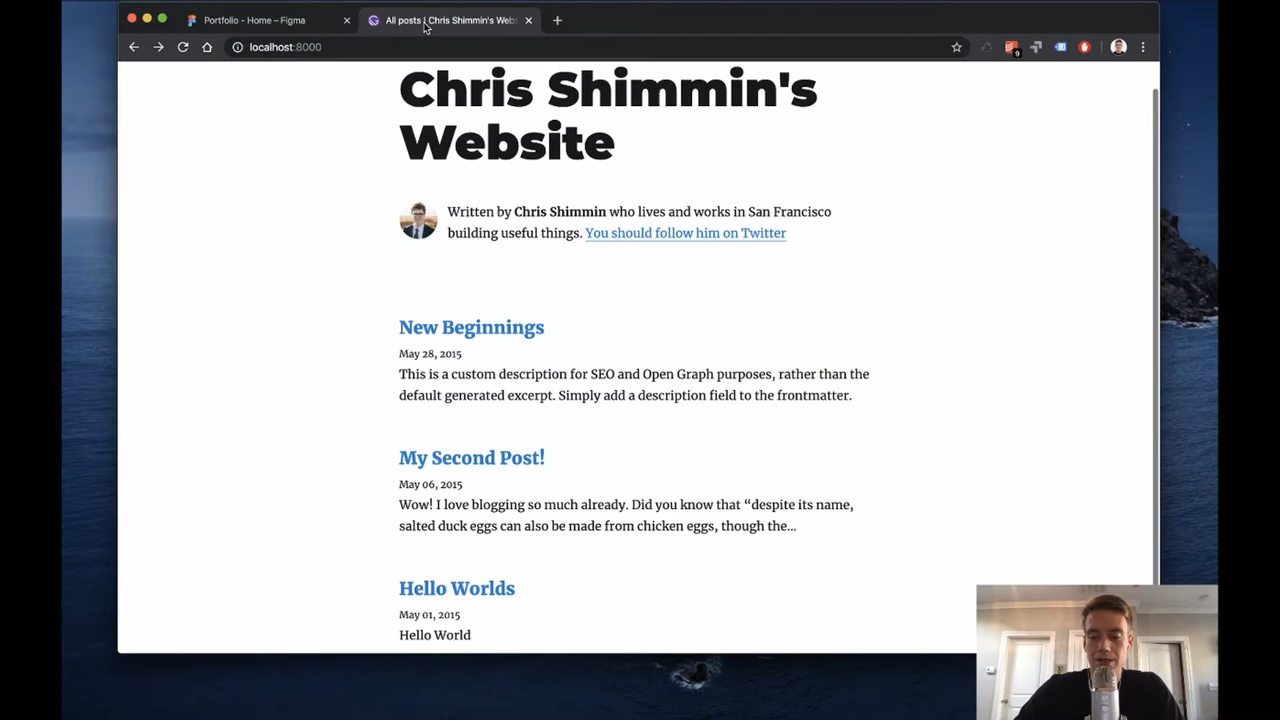 Portfolio - Home – Figma
All posts | Chris Shimmin's Webs
localhost:8000
9
Chris Shimmin's
Website
Written by Chris Shimmin who lives and works in San Francisco
building useful things. You should follow him on Twitter
New Beginnings
May 28, 2015
This is a custom description for SEO and Open Graph purposes, rather than the
default generated excerpt. Simply add a description field to the frontmatter.
My Second Post!
May 06, 2015
Wow! I love blogging so much already. Did you know that “despite its name,
salted duck eggs can also be made from chicken eggs, though the…
Hello Worlds
May 01, 2015
Hello World